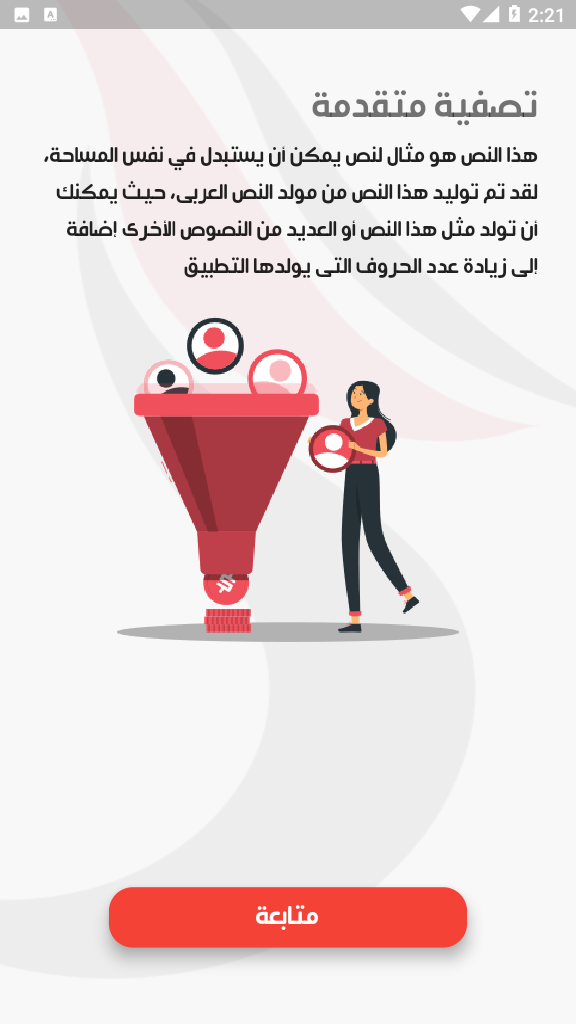 2:21
تصفية متقدمة
هذا النص هو مثال لنص يمكن أن يستبدل في نفس المساحة،
لقد تم توليد هذا النص من مولد النص العربى، حيث يمكنك
أن تولد مثل هذا النص أو العديد من النصوص الأخرى إضافة
إلى زيادة عدد الحروف التى يولدها التطبيق
متابعة